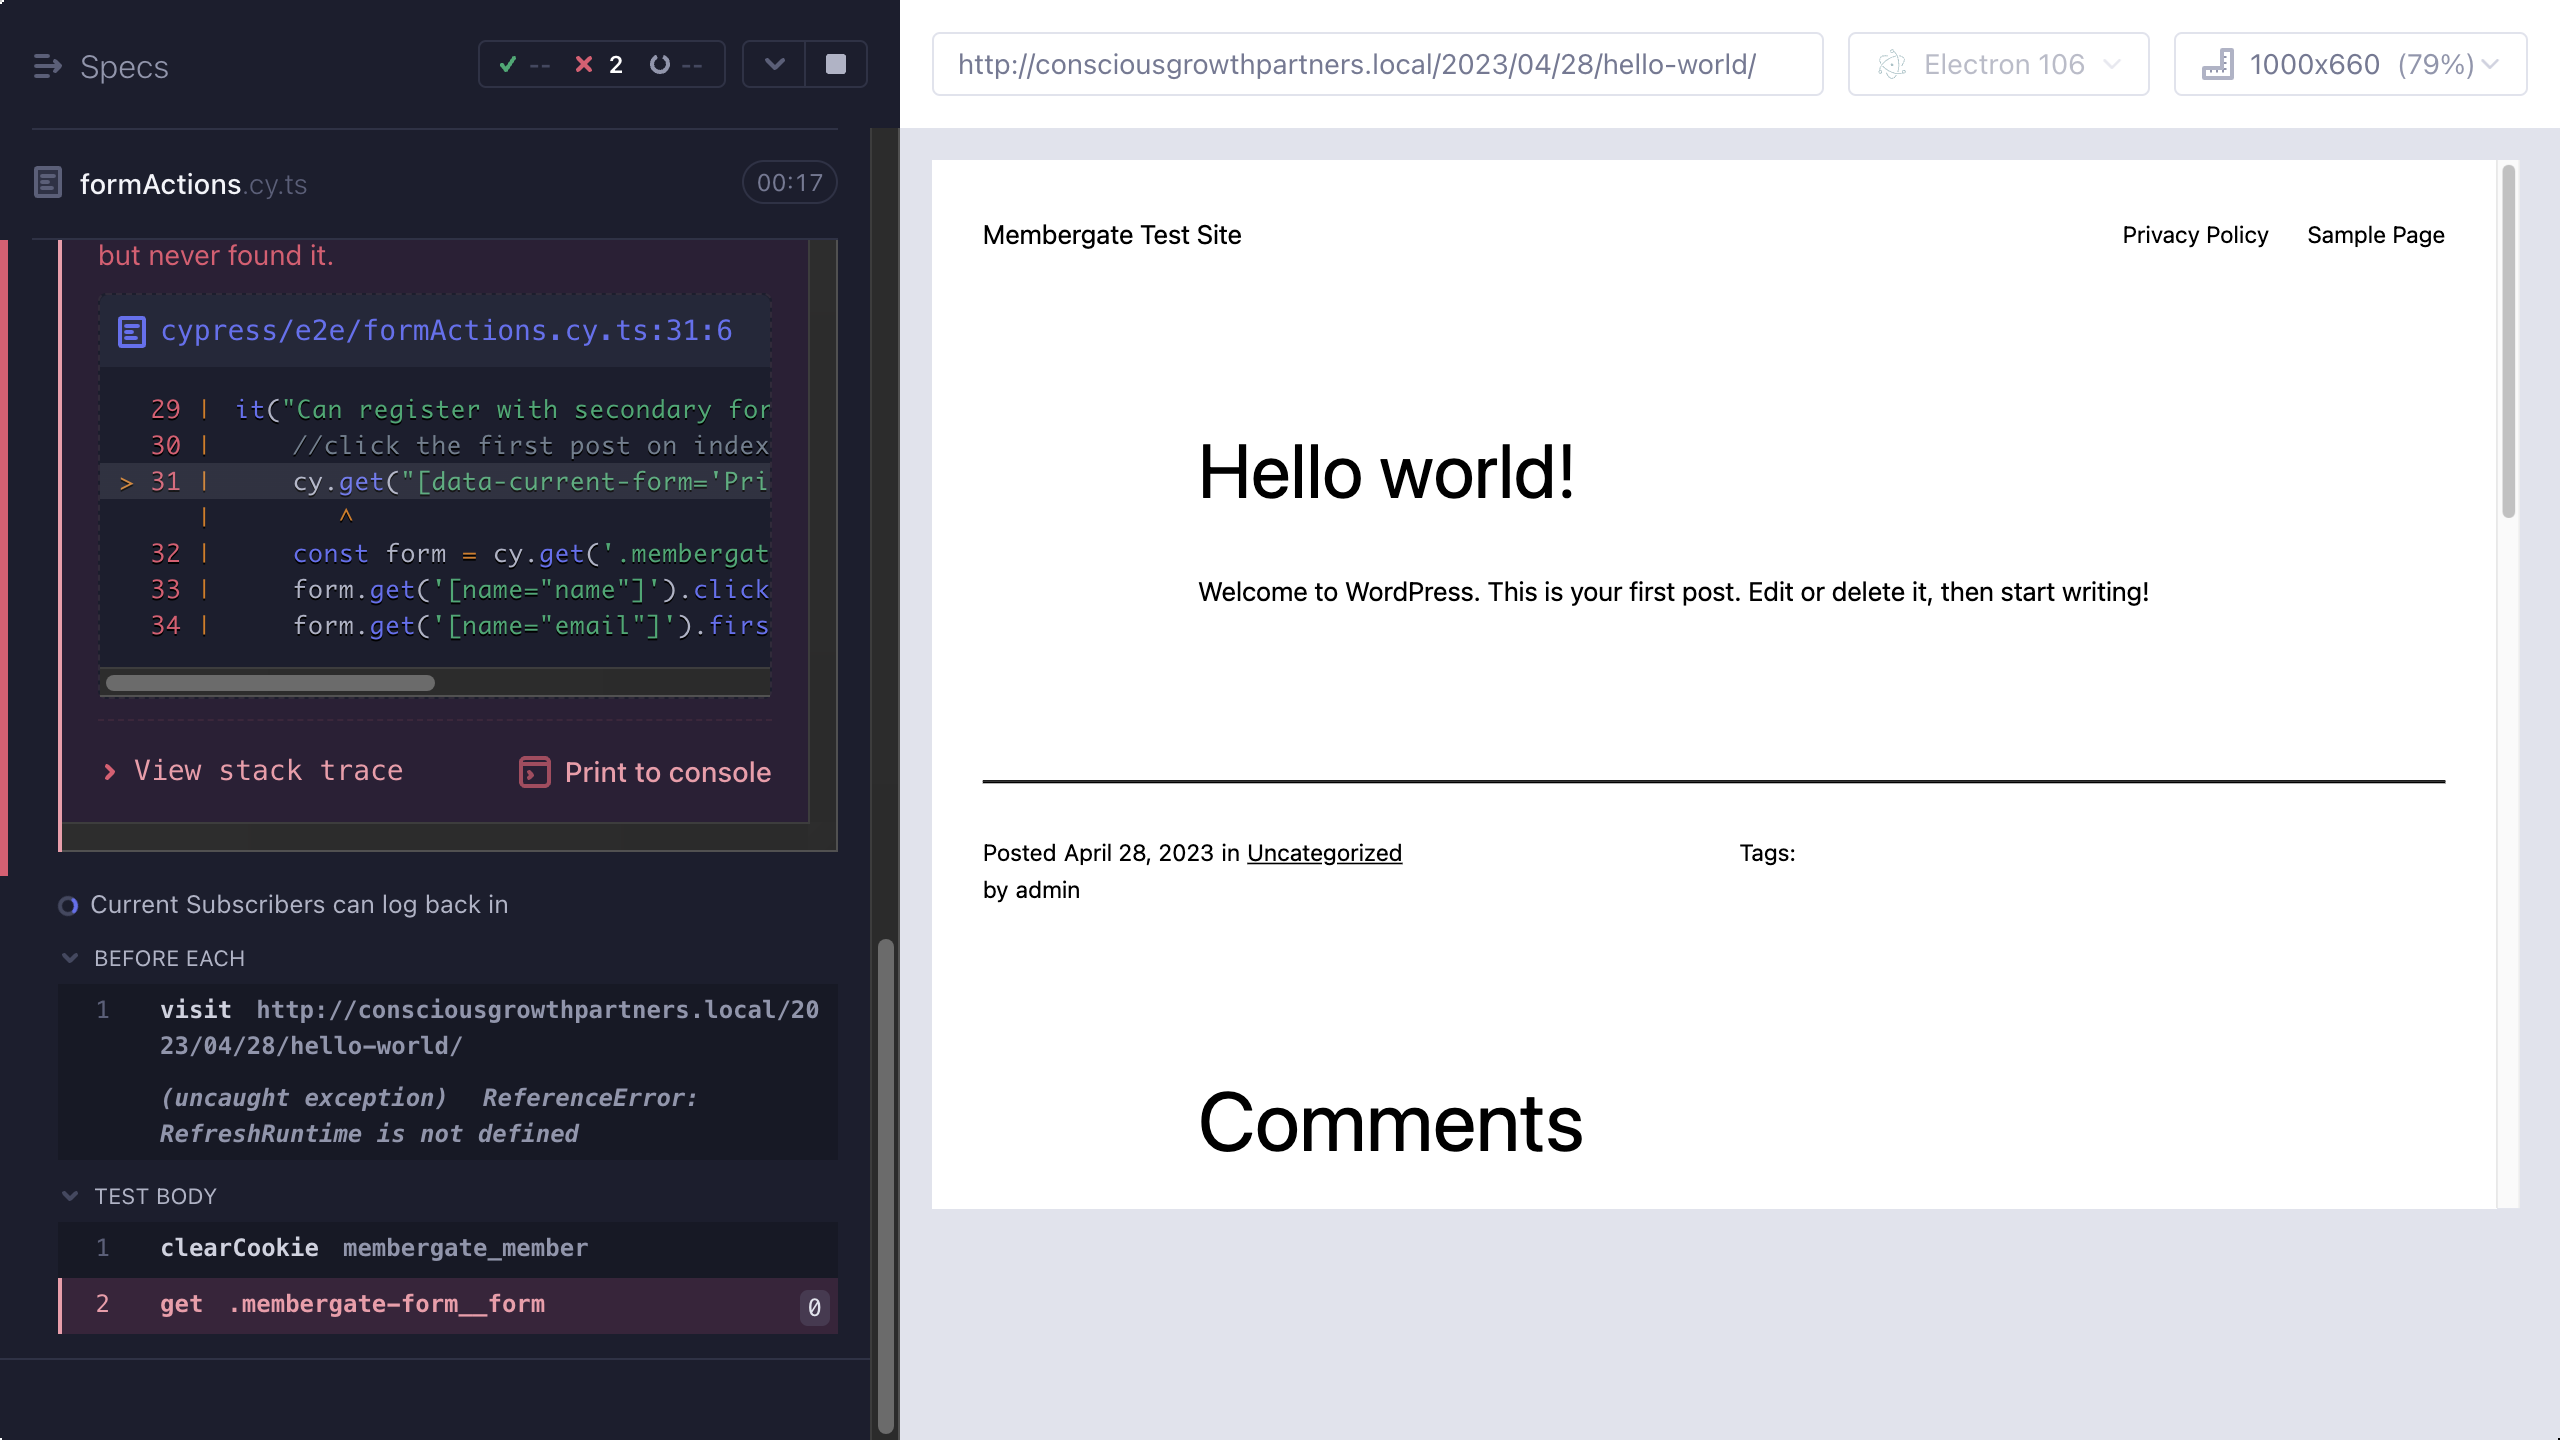 Specs
-- 2 --
formActions.cy.ts
00:17
but never found it.
cypress/e2e/formActions.cy.ts:31:6
29 | it("Can register with secondary for
30 | //click the first post on index
> 31 | cy.get("[data-current-form='Pri
| ^
32 | const form = cy.get('.membergat
33 | form.get('[name="name"]').click
34 | form.get('[name="email"]').firs
> View stack trace
Print to console
Current Subscribers can log back in
BEFORE EACH
1 visit http://consciousgrowthpartners.local/20
23/04/28/hello-world/
(uncaught exception) ReferenceError:
RefreshRuntime is not defined
TEST BODY
1 clearCookie membergate_member
2 get .membergate-form__form 0
http://consciousgrowthpartners.local/2023/04/28/hello-world/
Electron 106
1000x660 (79%)
Membergate Test Site
Privacy Policy Sample Page
Hello world!
Welcome to WordPress. This is your first post. Edit or delete it, then start writing!
Posted April 28, 2023 in Uncategorized
by admin
Tags:
Comments